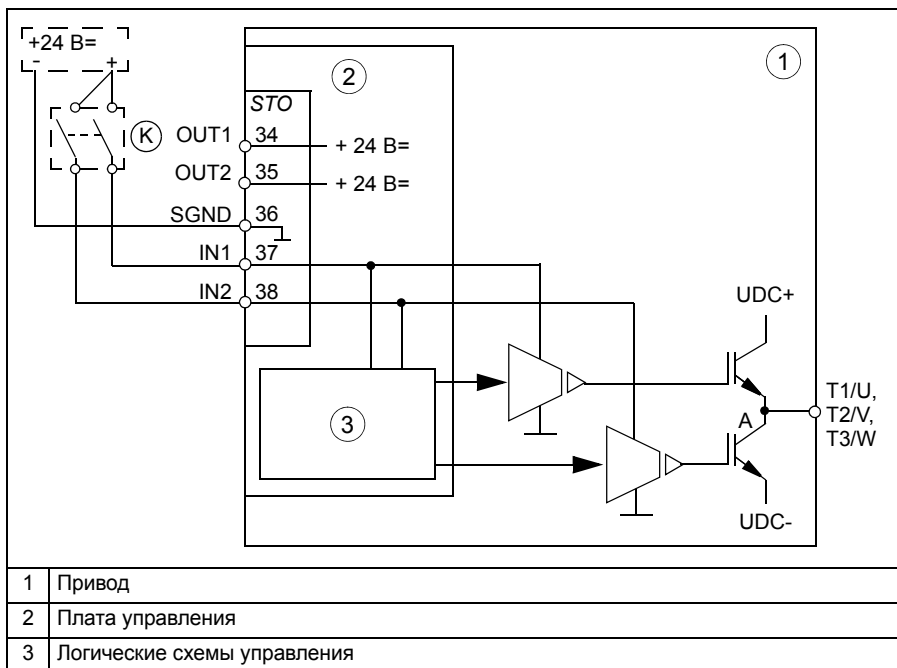 +24 В=
- +
1
2
STO
K
OUT1 34 + 24 В=
OUT2 35 + 24 В=
SGND 36
IN1 37
IN2 38
UDC+
3
A
T1/U,
T2/V,
T3/W
UDC-
1 Привод
2 Плата управления
3 Логические схемы управления